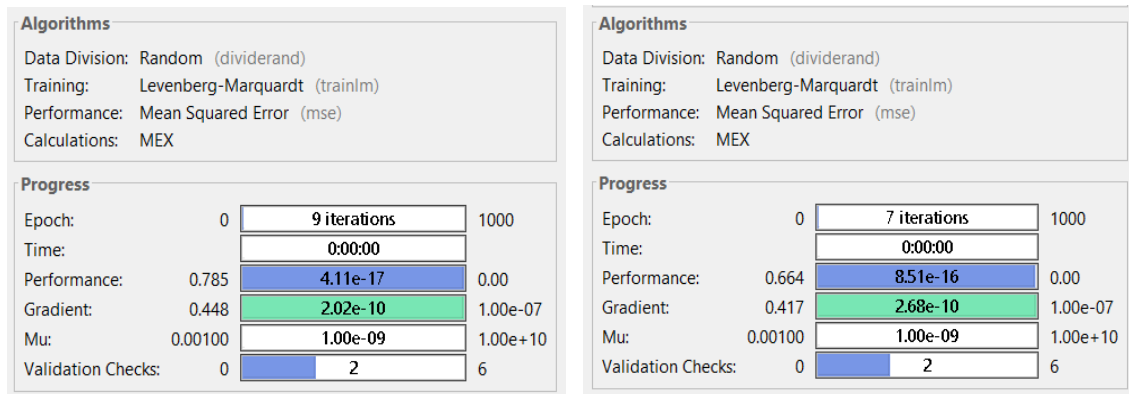 Algorithms
Data Division: Random (dividerand)
Training: Levenberg-Marquardt (trainlm)
Performance: Mean Squared Error (mse)
Calculations: MEX
Progress
Epoch: 0 9 iterations 1000
Time: 0:00:00
Performance: 0.785 4.11e-17 0.00
Gradient: 0.448 2.02e-10 1.00e-07
Mu: 0.00100 1.00e-09 1.00e+10
Validation Checks: 0 2 6
Algorithms
Data Division: Random (dividerand)
Training: Levenberg-Marquardt (trainlm)
Performance: Mean Squared Error (mse)
Calculations: MEX
Progress
Epoch: 0 7 iterations 1000
Time: 0:00:00
Performance: 0.664 8.51e-16 0.00
Gradient: 0.417 2.68e-10 1.00e-07
Mu: 0.00100 1.00e-09 1.00e+10
Validation Checks: 0 2 6